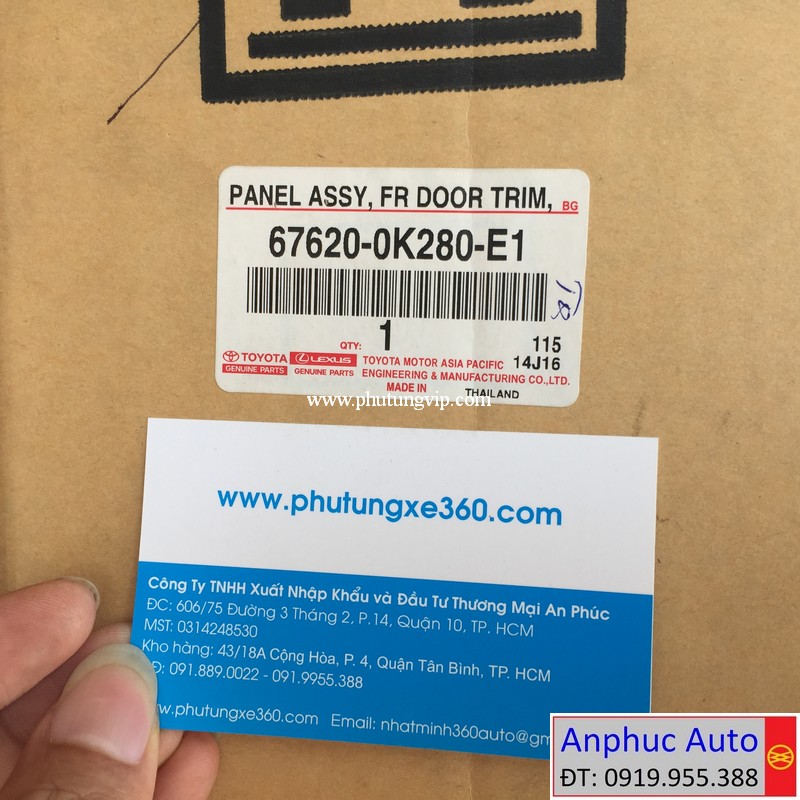 PANEL ASSY, FR DOOR TRIM, BG
67620-0K280-E1
QTY: 1 115
14J16
TOYOTA LEXUS TOYOTA MOTOR ASIA PACIFIC
GENUINE PARTS GENUINE PARTS ENGINEERING & MANUFACTURING CO.,LTD.
MADE IN THAILAND
www.phutungvip.com
www.phutungxe360.com
Công Ty TNHH Xuất Nhập Khẩu và Đầu Tư Thương Mại An Phúc
ĐC: 606/75 Đường 3 Tháng 2, P.14, Quận 10, TP. HCM
MST: 0314248530
Kho hàng: 43/18A Cộng Hòa, P. 4, Quận Tân Bình, TP. HCM
Đ: 091.889.0022 - 091.9955.388
www.phutungxe360.com Email: nhatminh360auto@gm
Anphuc Auto
ĐT: 0919.955.388